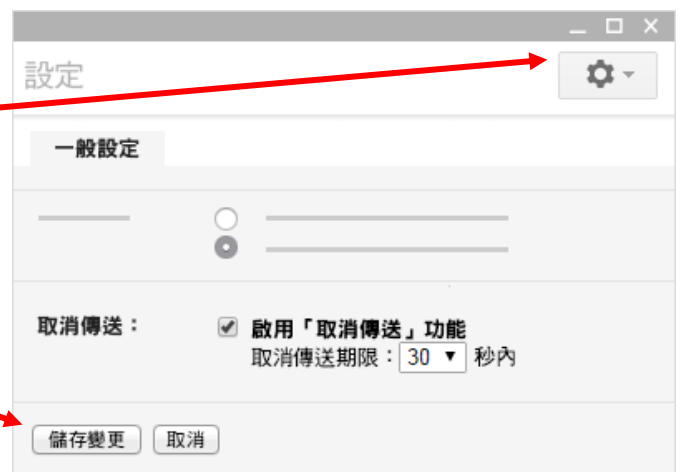 設定
一般設定
取消傳送：
啟用「取消傳送」功能
取消傳送期限： 30 秒內
儲存變更 取消